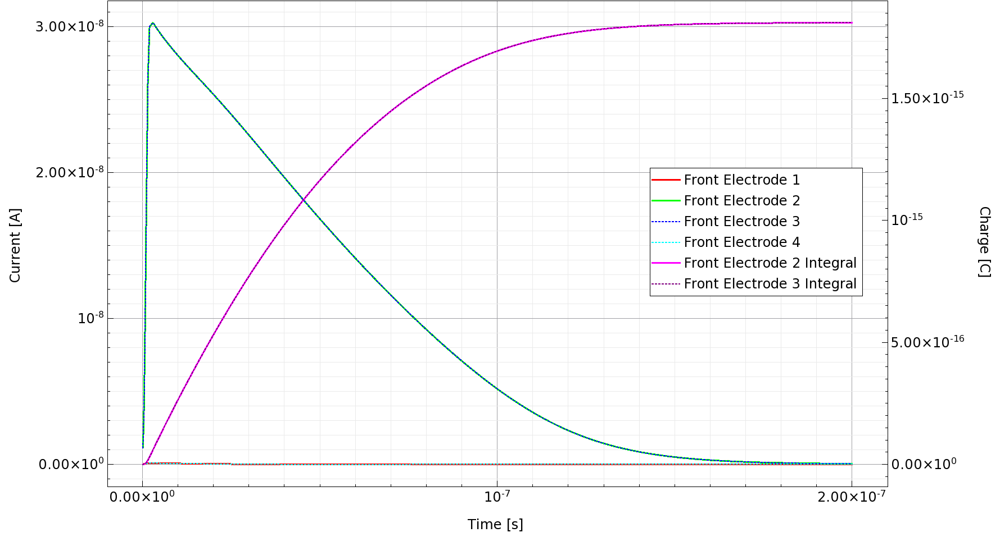 3.00×10⁻⁸
2.00×10⁻⁸
10⁻⁸
0.00×10⁰
Current [A]
1.50×10⁻¹⁵
10⁻¹⁵
5.00×10⁻¹⁶
0.00×10⁰
Charge [C]
Front Electrode 1
Front Electrode 2
Front Electrode 3
Front Electrode 4
Front Electrode 2 Integral
Front Electrode 3 Integral
0.00×10⁰
10⁻⁷
2.00×10⁻⁷
Time [s]